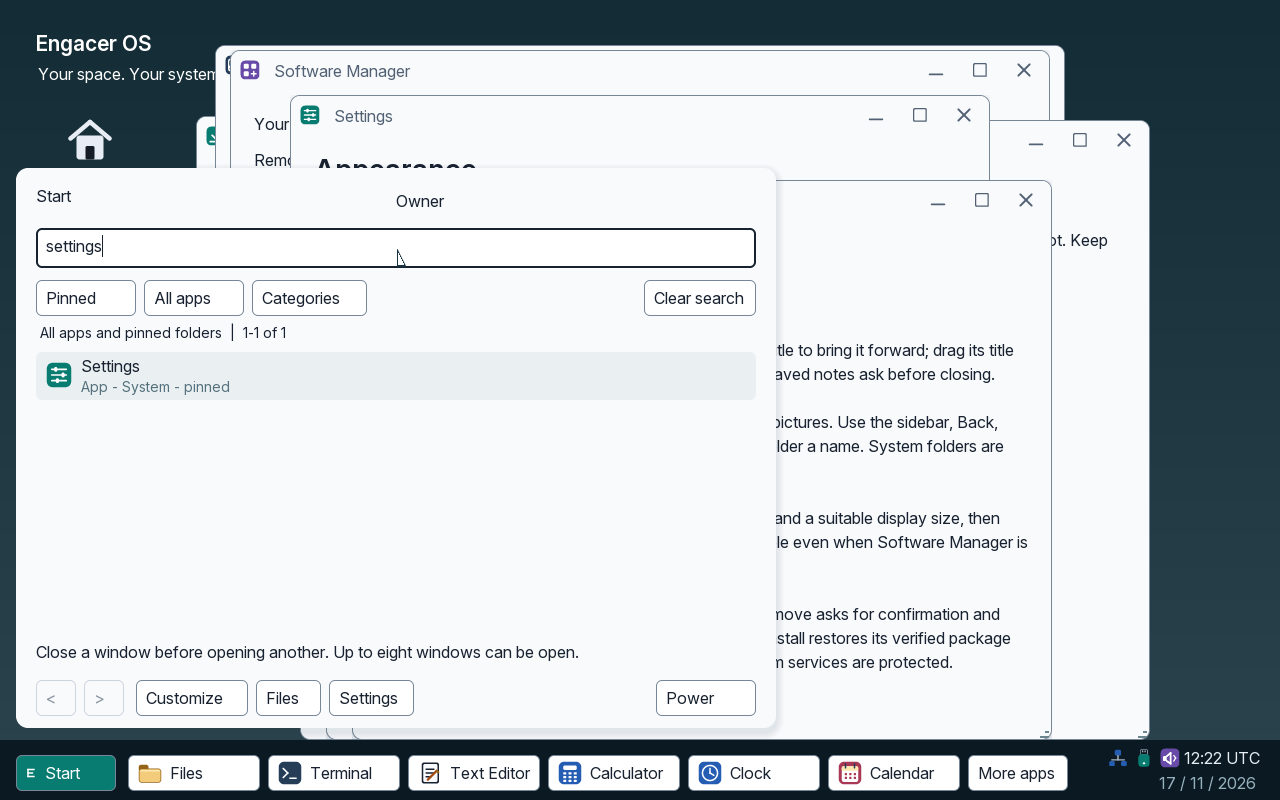 Engacer OS
Your space. Your system
Software Manager
Your
Settings
Remo
Appearance
Start
Owner
settings
ot. Keep
Pinned
All apps
Categories
Clear search
All apps and pinned folders | 1-1 of 1
Settings
App - System - pinned
tle to bring it forward; drag its title
aved notes ask before closing.
pictures. Use the sidebar, Back,
lder a name. System folders are
and a suitable display size, then
le even when Software Manager is
move asks for confirmation and
stall restores its verified package
m services are protected.
Close a window before opening another. Up to eight windows can be open.
<
>
Customize
Files
Settings
Power
E Start
Files
Terminal
Text Editor
Calculator
Clock
Calendar
More apps
12:22 UTC
17 / 11 / 2026